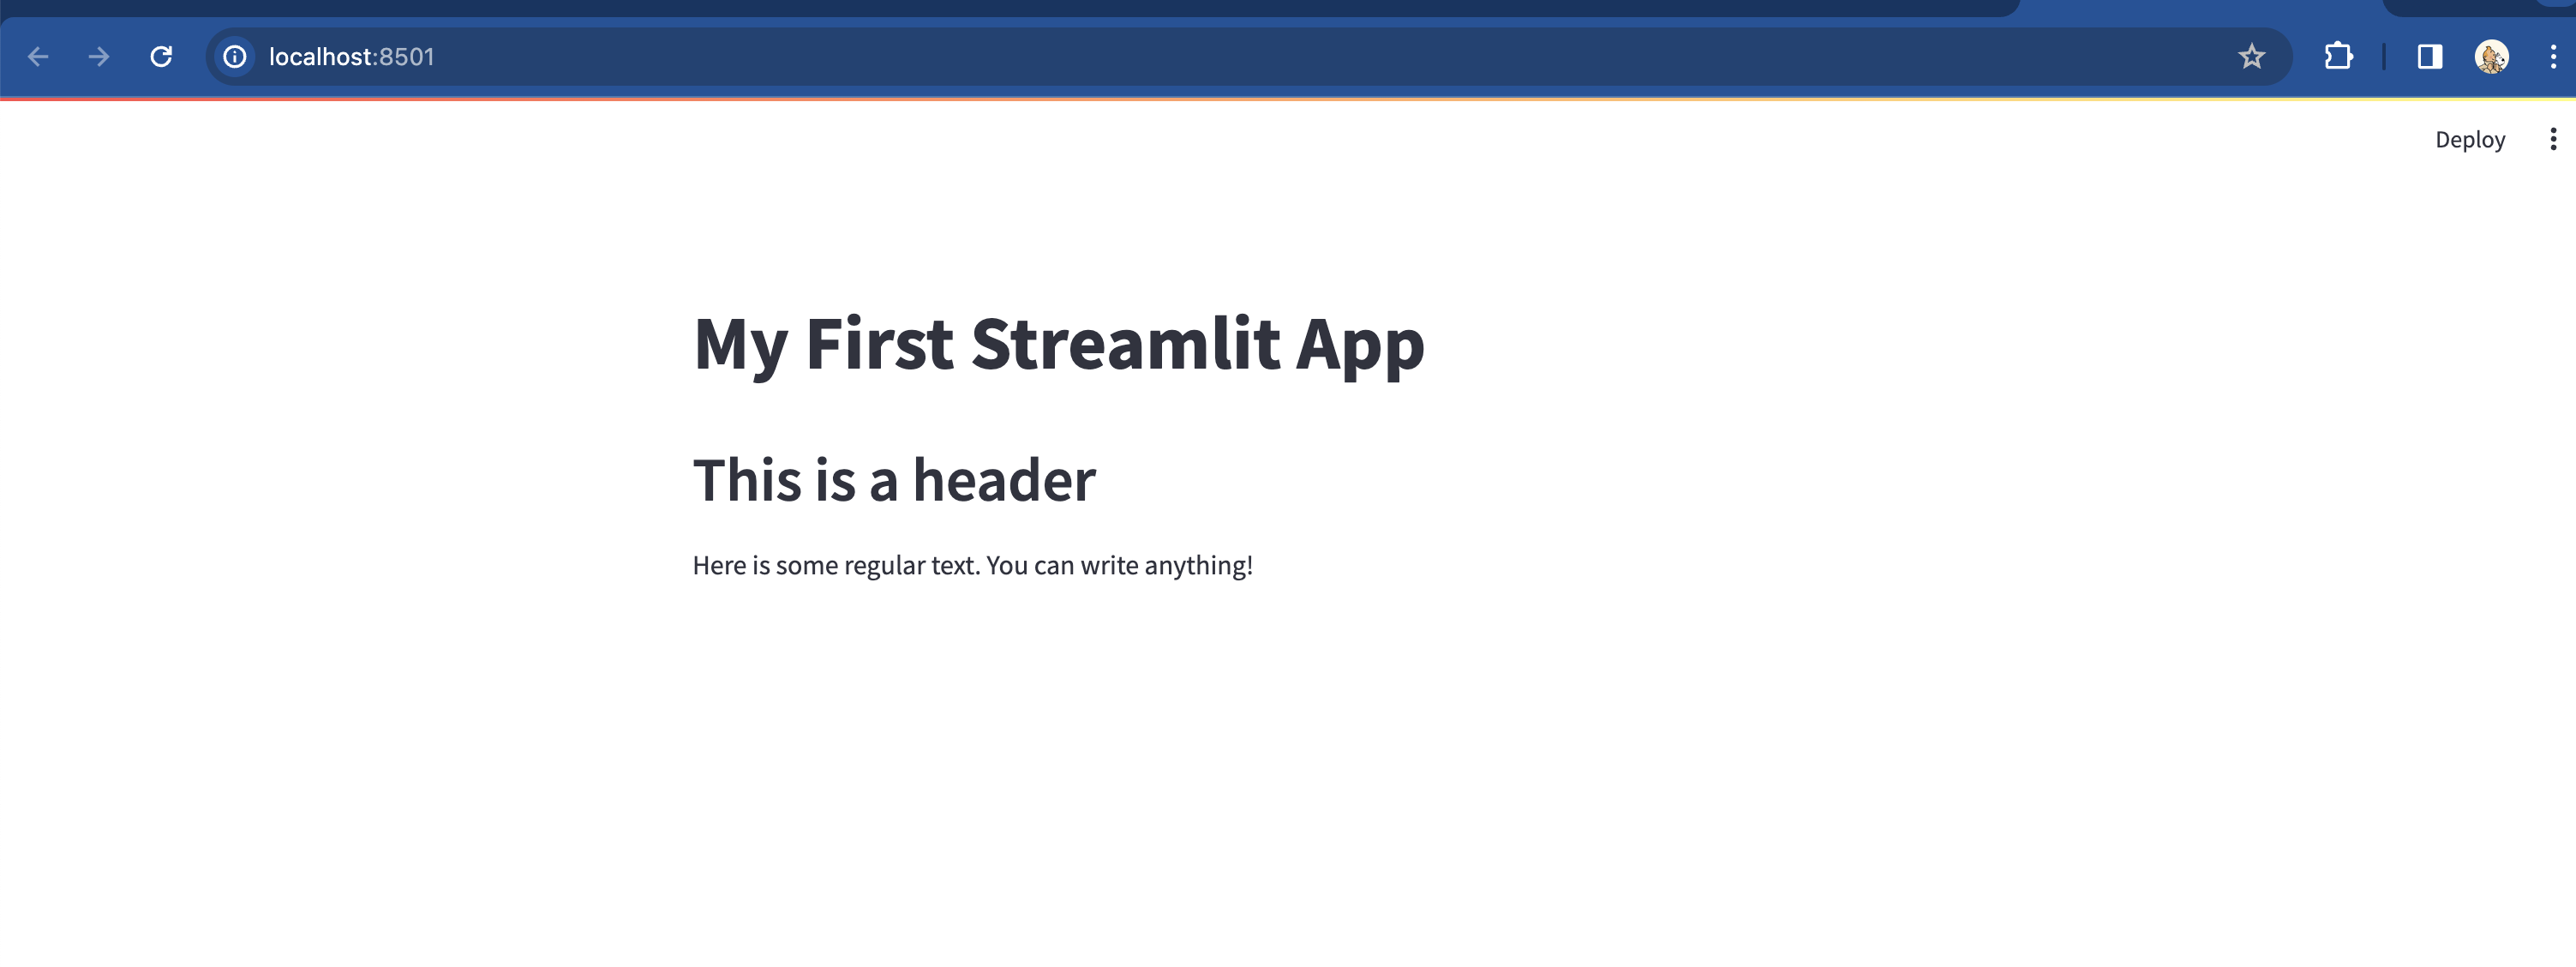 localhost:8501
Deploy
My First Streamlit App
This is a header
Here is some regular text. You can write anything!